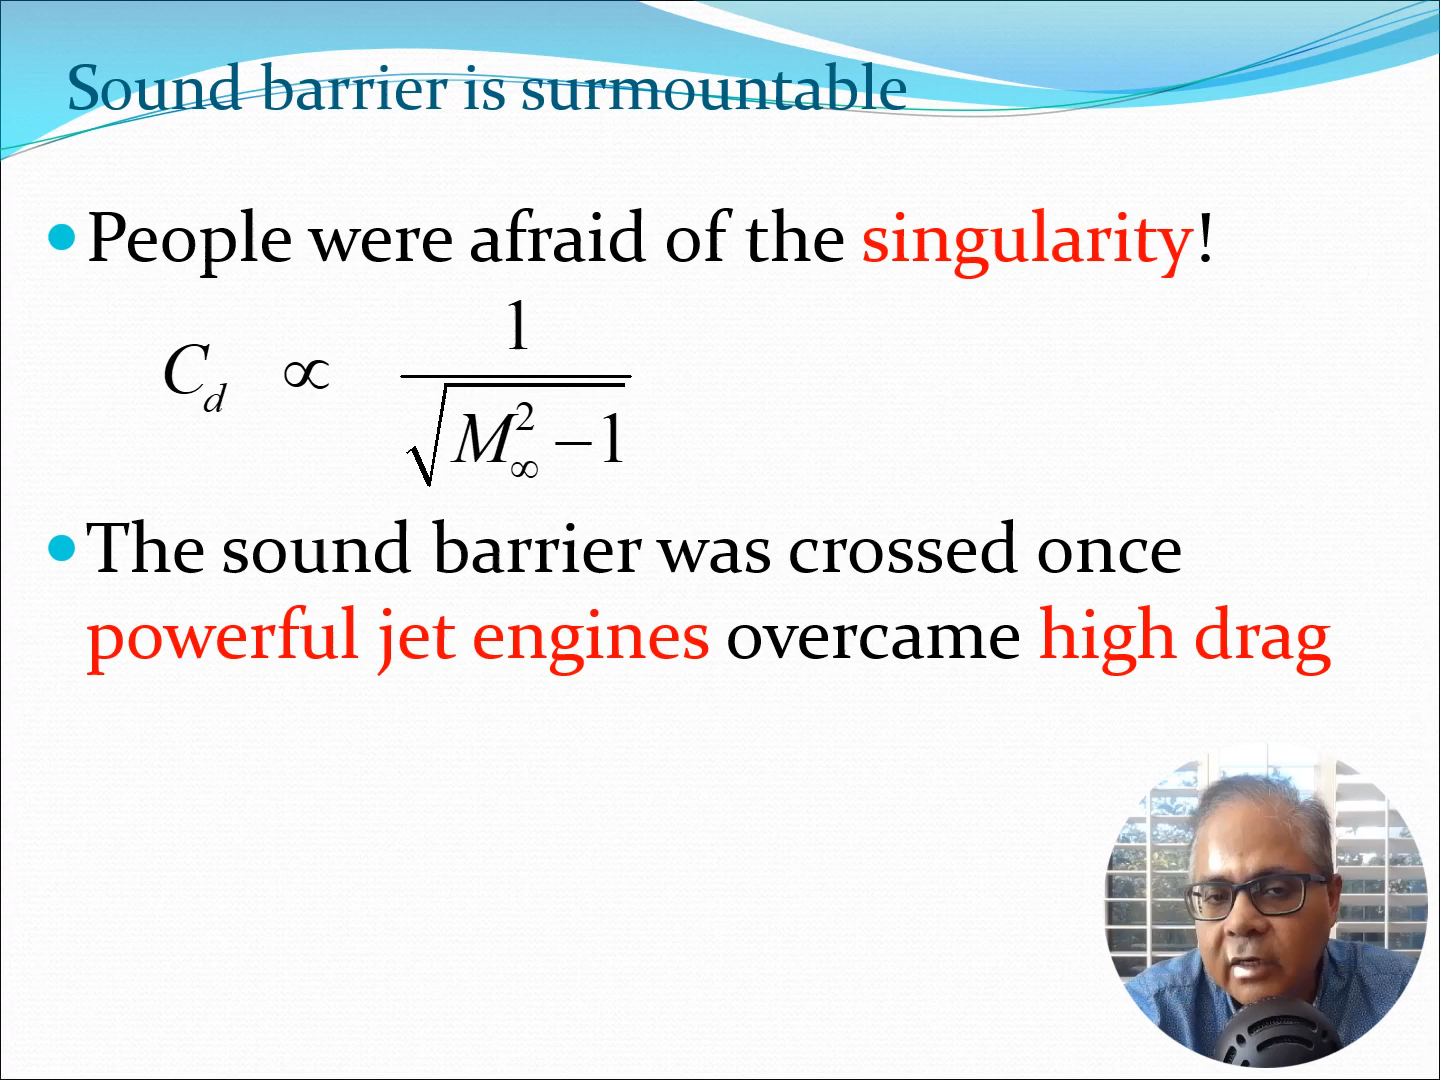 Sound barrier is surmountable
• People were afraid of the singularity!
C_d ∝ 1 / √(M_∞^2 − 1)
• The sound barrier was crossed once
powerful jet engines overcame high drag